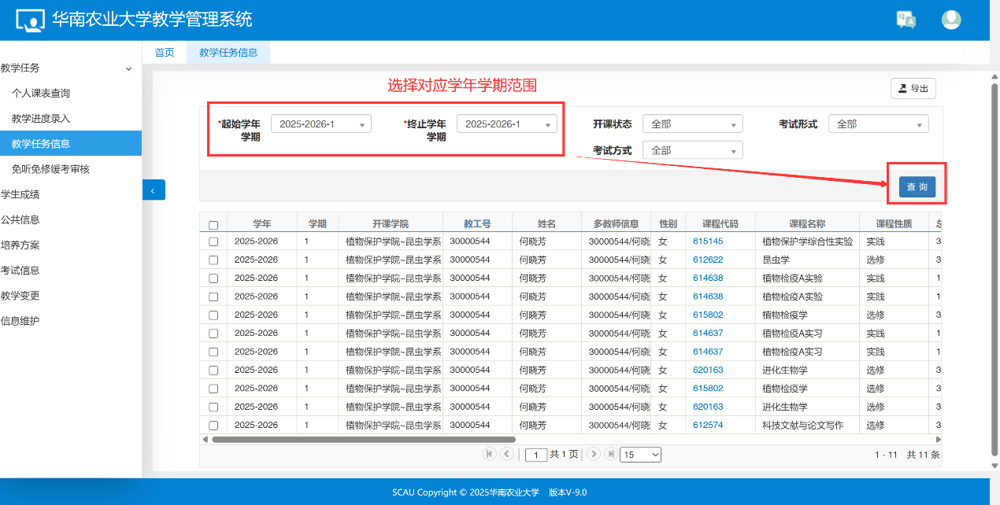 华南农业大学教学管理系统
首页 教学任务信息
教学任务
个人课表查询
教学进度录入
教学任务信息
免听免修缓考审核
学生成绩
公共信息
培养方案
考试信息
教学变更
信息维护
选择对应学年学期范围
导出
*起始学年学期 2025-2026-1 *终止学年学期 2025-2026-1 开课状态 全部 考试形式 全部
考试方式 全部
查询
学年 学期 开课学院 教工号 姓名 多教师信息 性别 课程代码 课程名称 课程性质
2025-2026 1 植物保护学院~昆虫学系 30000544 何晓芳 30000544/何晓 女 615145 植物保护学综合性实验 实践 3
2025-2026 1 植物保护学院~昆虫学系 30000544 何晓芳 30000544/何晓 女 612622 昆虫学 选修 3
2025-2026 1 植物保护学院~昆虫学系 30000544 何晓芳 30000544/何晓 女 614638 植物检疫A实验 实践 1
2025-2026 1 植物保护学院~昆虫学系 30000544 何晓芳 30000544/何晓 女 614638 植物检疫A实验 实践 1
2025-2026 1 植物保护学院~昆虫学系 30000544 何晓芳 30000544/何晓 女 615802 植物检疫学 选修 3
2025-2026 1 植物保护学院~昆虫学系 30000544 何晓芳 30000544/何晓 女 614637 植物检疫A实习 实践 1
2025-2026 1 植物保护学院~昆虫学系 30000544 何晓芳 30000544/何晓 女 614637 植物检疫A实习 实践 1
2025-2026 1 植物保护学院~昆虫学系 30000544 何晓芳 30000544/何晓 女 620163 进化生物学 选修 3
2025-2026 1 植物保护学院~昆虫学系 30000544 何晓芳 30000544/何晓 女 615802 植物检疫学 选修 3
2025-2026 1 植物保护学院~昆虫学系 30000544 何晓芳 30000544/何晓 女 620163 进化生物学 选修 3
2025-2026 1 植物保护学院~昆虫学系 30000544 何晓芳 30000544/何晓 女 612574 科技文献与论文写作 选修 3
1 共 1 页 15 1 - 11 共 11 条
SCAU Copyright © 2025华南农业大学 版本V-9.0